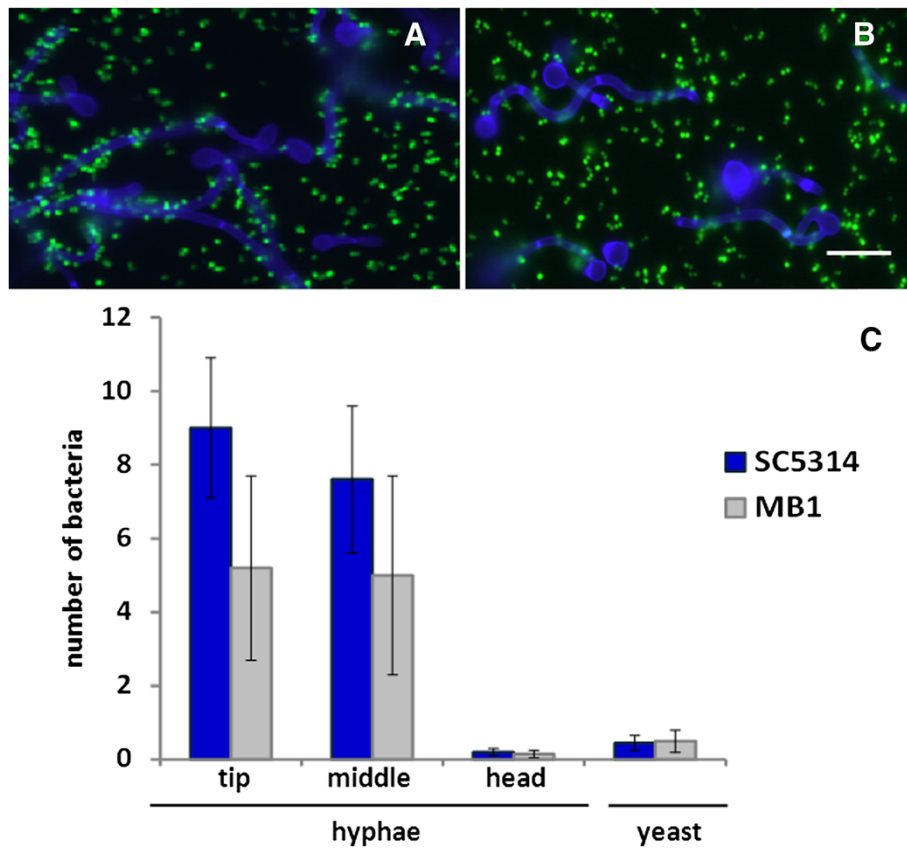 A
B
C
12
10
8
6
4
2
0
number of bacteria
SC5314
MB1
tip middle head
hyphae yeast